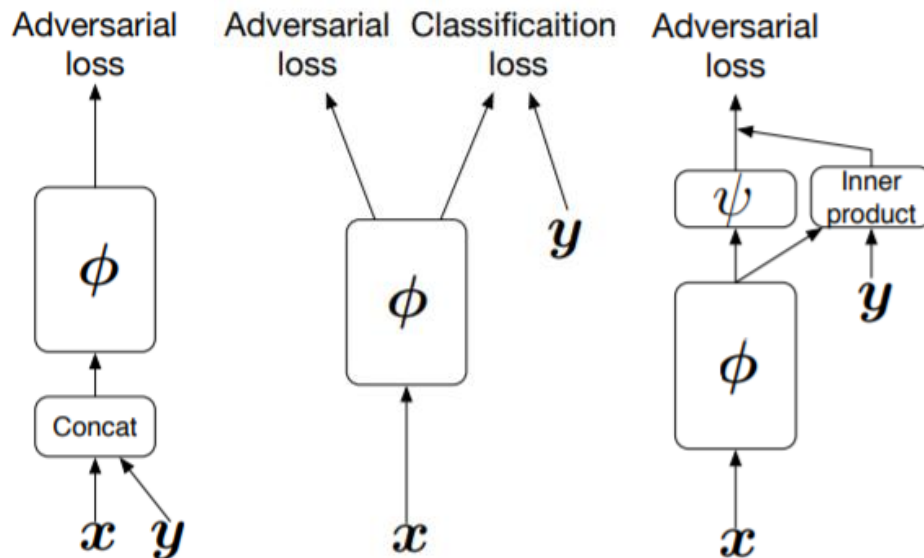 Adversarial
loss
ϕ
Concat
x y
Adversarial
loss
Classificaition
loss
y
ϕ
x
Adversarial
loss
ψ
Inner
product
y
ϕ
x